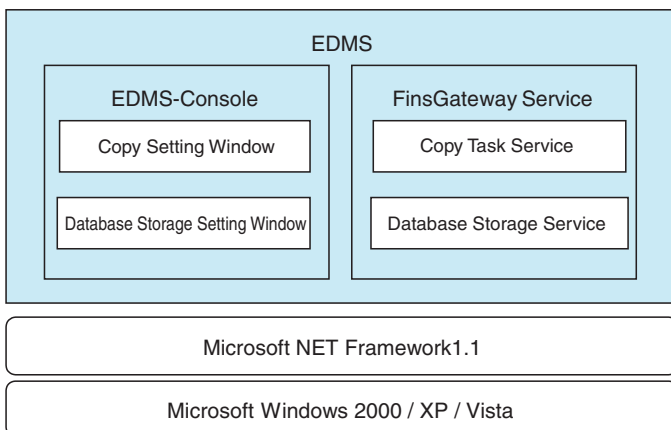 EDMS
EDMS-Console
Copy Setting Window
Database Storage Setting Window
FinsGateway Service
Copy Task Service
Database Storage Service
Microsoft NET Framework1.1
Microsoft Windows 2000 / XP / Vista